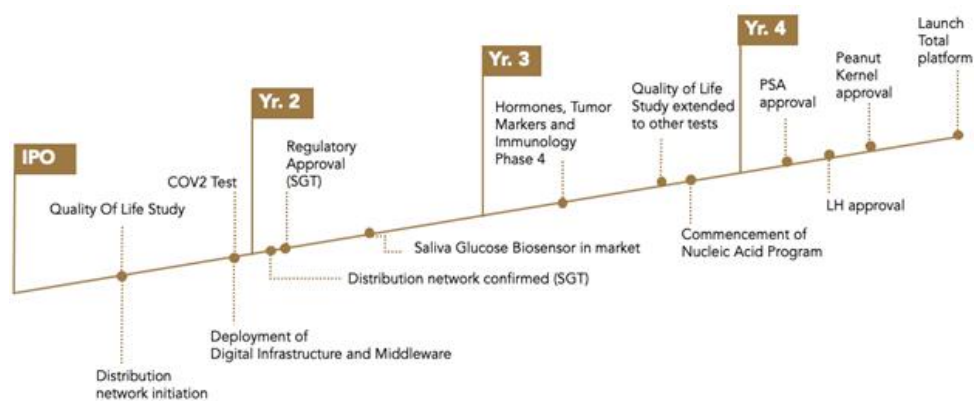 IPO
Quality Of Life Study
Distribution
network initiation
COV2 Test
Deployment of
Digital Infrastructure and Middleware
Yr. 2
Regulatory
Approval
(SGT)
Distribution network confirmed (SGT)
Saliva Glucose Biosensor in market
Yr. 3
Hormones, Tumor
Markers and
Immunology
Phase 4
Quality of Life
Study extended
to other tests
Commencement of
Nucleic Acid Program
Yr. 4
PSA
approval
LH approval
Peanut
Kernel
approval
Launch
Total
platform